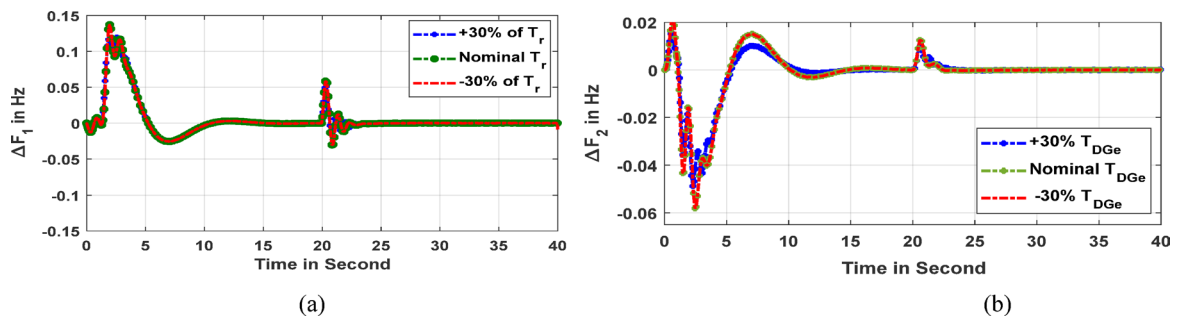 0.15
0.1
0.05
0
-0.05
-0.1
-0.15
ΔF1 in Hz
+30% of Tr
Nominal Tr
-30% of Tr
0 5 10 15 20 25 30 35 40
Time in Second
(a)
0.02
0
-0.02
-0.04
-0.06
ΔF2 in Hz
+30% TDGe
Nominal TDGe
-30% TDGe
0 5 10 15 20 25 30 35 40
Time in Second
(b)